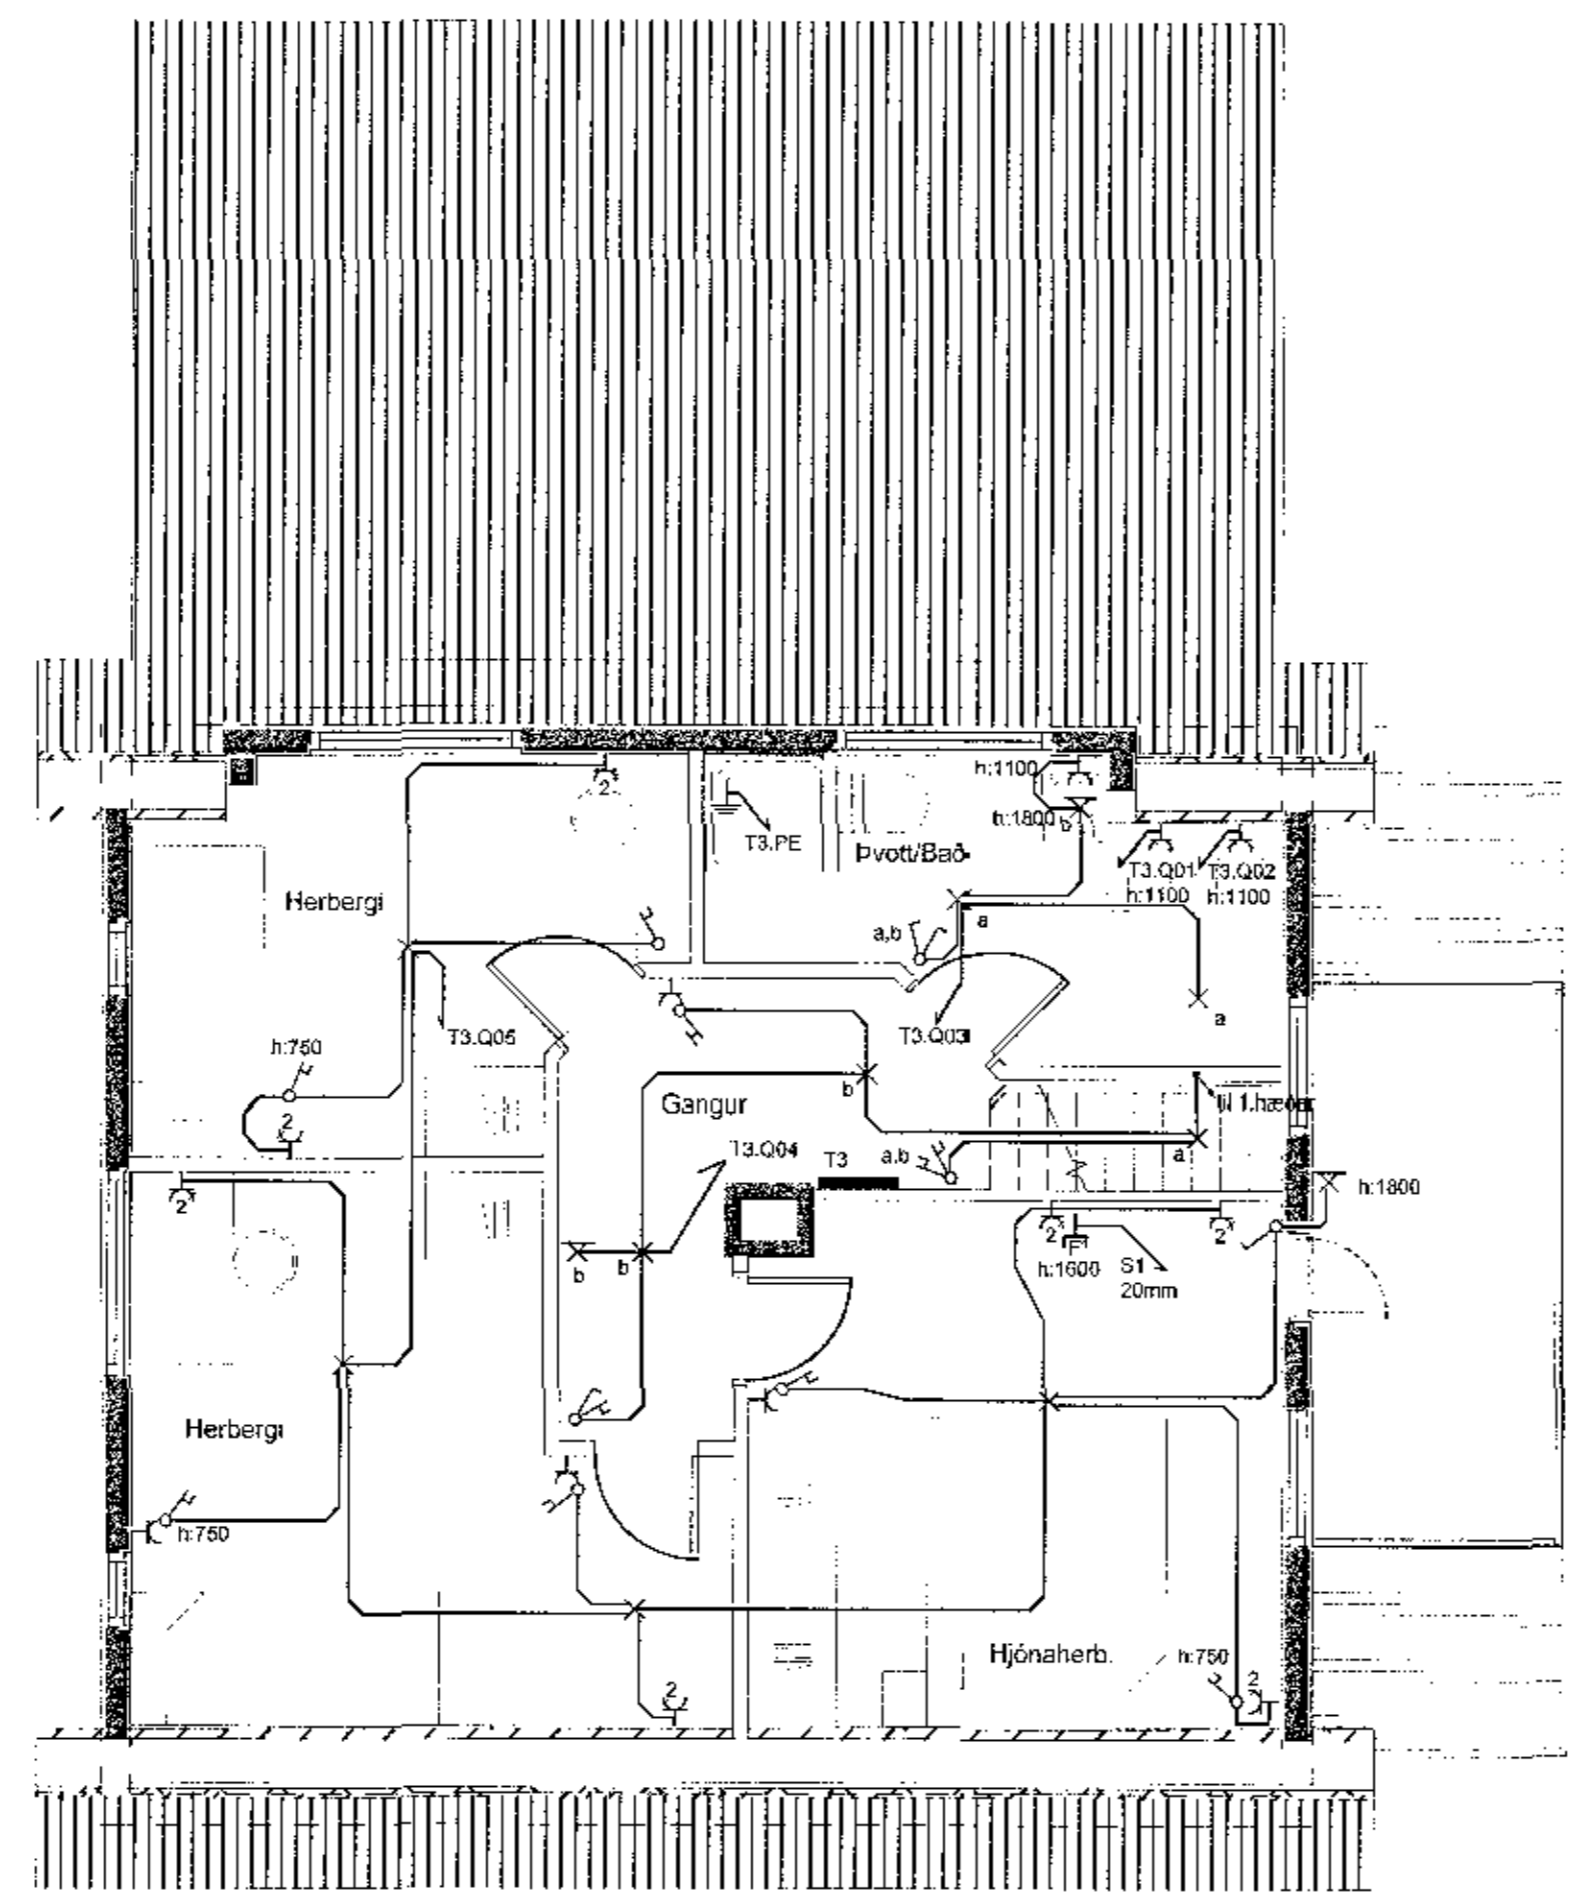 h:1100
2
h:1800
b
T3.PE
Þvott/Bað
T3.Q01
h:1100
T3.Q02
h:1100
Herbergi
a
a,b
1
T3.Q05
T3.Q03
a
h:750
2
b
Gangur
til 1.hæðar
T3.Q04
T3
a,b
a
h:1800
2
2
2
h:1600
S1
20mm
b
b
Herbergi
h:750
Hjónaherb.
h:750
2
2